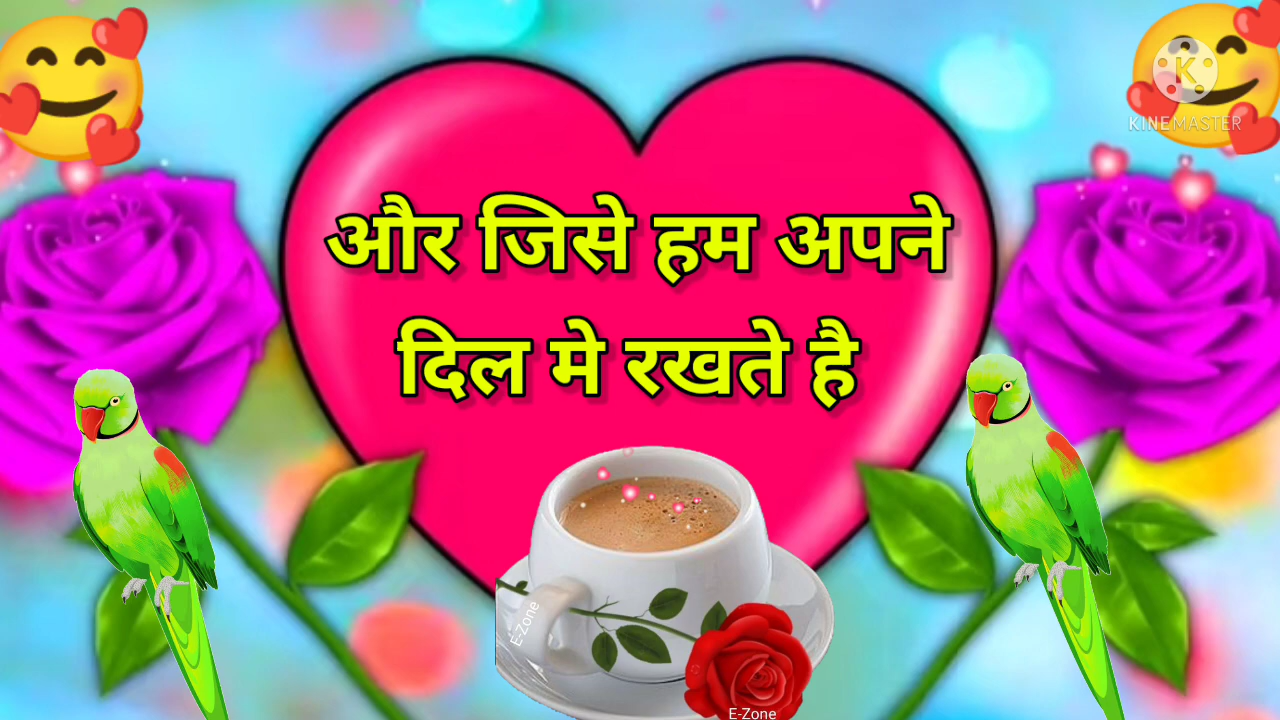 KINEMASTER
और जिसे हम अपने
दिल मे रखते है
E-Zone
E-Zone